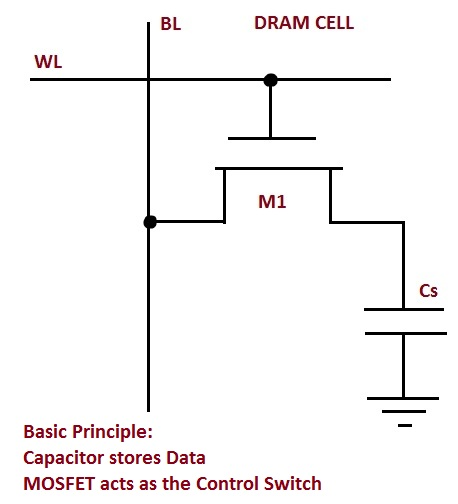 BL
DRAM CELL
WL
M1
Cs
Basic Principle:
Capacitor stores Data
MOSFET acts as the Control Switch